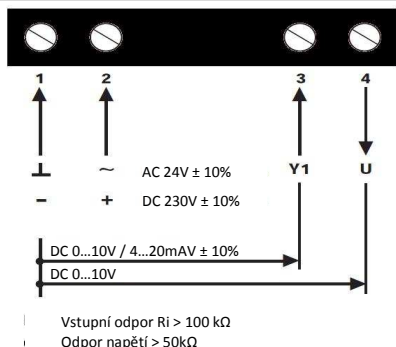 1 2 3 4
⊥ ~ AC 24V ± 10% Y1 U
- + DC 230V ± 10%
DC 0...10V / 4...20mAV ± 10%
DC 0...10V
Vstupní odpor Ri > 100 kΩ
Odpor napětí > 50kΩ